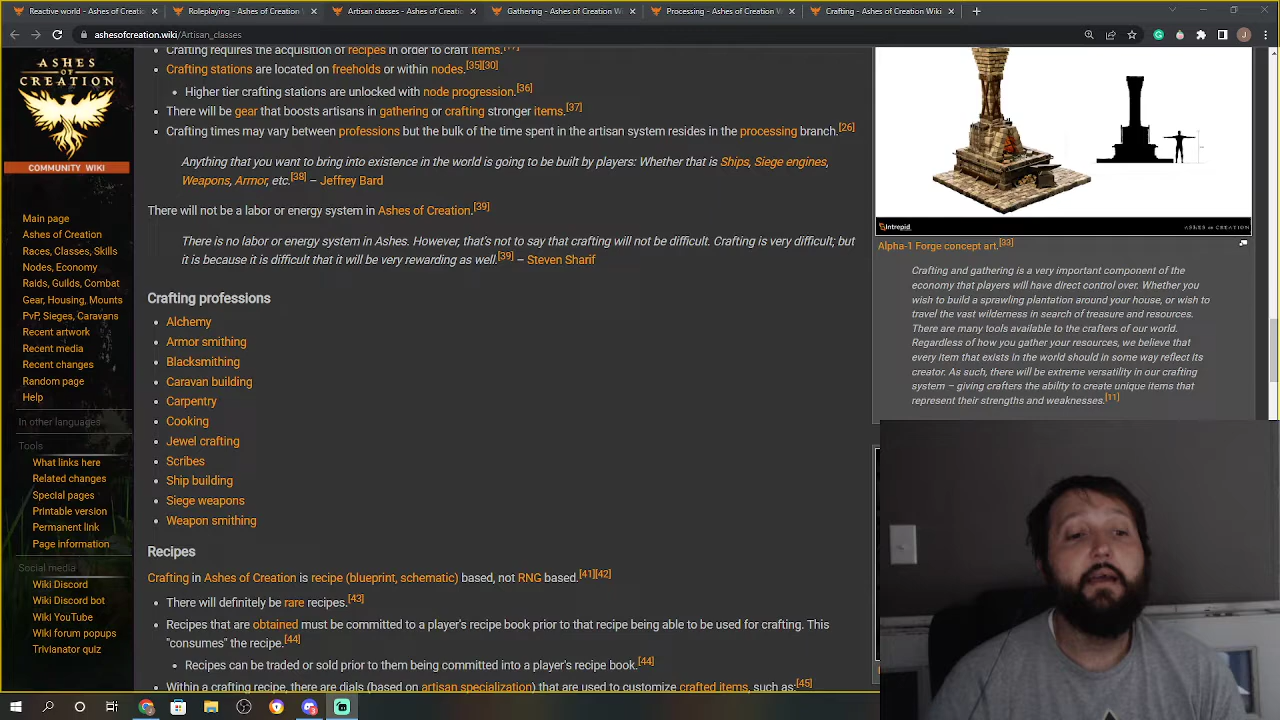 Reactive world – Ashes of Creatio
Roleplaying – Ashes of Creation V
Artisan classes – Ashes of Creatio
Gathering – Ashes of Creation Wi
Processing – Ashes of Creation W
Crafting – Ashes of Creation Wiki
ashesofcreation.wiki/Artisan_classes
ASHES
OF
CREATION
COMMUNITY WIKI
Main page
Ashes of Creation
Races, Classes, Skills
Nodes, Economy
Raids, Guilds, Combat
Gear, Housing, Mounts
PvP, Sieges, Caravans
Recent artwork
Recent media
Recent changes
Random page
Help
In other languages
Tools
What links here
Related changes
Special pages
Printable version
Permanent link
Page information
Social media
Wiki Discord
Wiki Discord bot
Wiki YouTube
Wiki forum popups
Trivianator quiz
Crafting requires the acquisition of recipes in order to craft items.
Crafting stations are located on freeholds or within nodes.[35][30]
Higher tier crafting stations are unlocked with node progression.[36]
There will be gear that boosts artisans in gathering or crafting stronger items.[37]
Crafting times may vary between professions but the bulk of the time spent in the artisan system resides in the processing branch.[26]
Anything that you want to bring into existence in the world is going to be built by players: Whether that is Ships, Siege engines,
Weapons, Armor, etc.[38] – Jeffrey Bard
There will not be a labor or energy system in Ashes of Creation.[39]
There is no labor or energy system in Ashes. However, that's not to say that crafting will not be difficult. Crafting is very difficult; but
it is because it is difficult that it will be very rewarding as well.[39] – Steven Sharif
Crafting professions
Alchemy
Armor smithing
Blacksmithing
Caravan building
Carpentry
Cooking
Jewel crafting
Scribes
Ship building
Siege weapons
Weapon smithing
Recipes
Crafting in Ashes of Creation is recipe (blueprint, schematic) based, not RNG based.[41][42]
There will definitely be rare recipes.[43]
Recipes that are obtained must be committed to a player's recipe book prior to that recipe being able to be used for crafting. This
"consumes" the recipe.[44]
Recipes can be traded or sold prior to them being committed into a player's recipe book.[44]
Within a crafting recipe, there are dials (based on artisan specialization) that are used to customize crafted items, such as:[45]
Intrepid
ASHES OF CREATION
Alpha-1 Forge concept art.[33]
Crafting and gathering is a very important component of the
economy that players will have direct control over. Whether you
wish to build a sprawling plantation around your house, or wish to
travel the vast wilderness in search of treasure and resources.
There are many tools available to the crafters of our world.
Regardless of how you gather your resources, we believe that
every item that exists in the world should in some way reflect its
creator. As such, there will be extreme versatility in our crafting
system – giving crafters the ability to create unique items that
represent their strengths and weaknesses.[11]